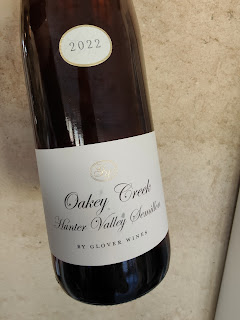 2022
Oakey Creek
Hunter Valley Semillon
BY GLOVER WINES